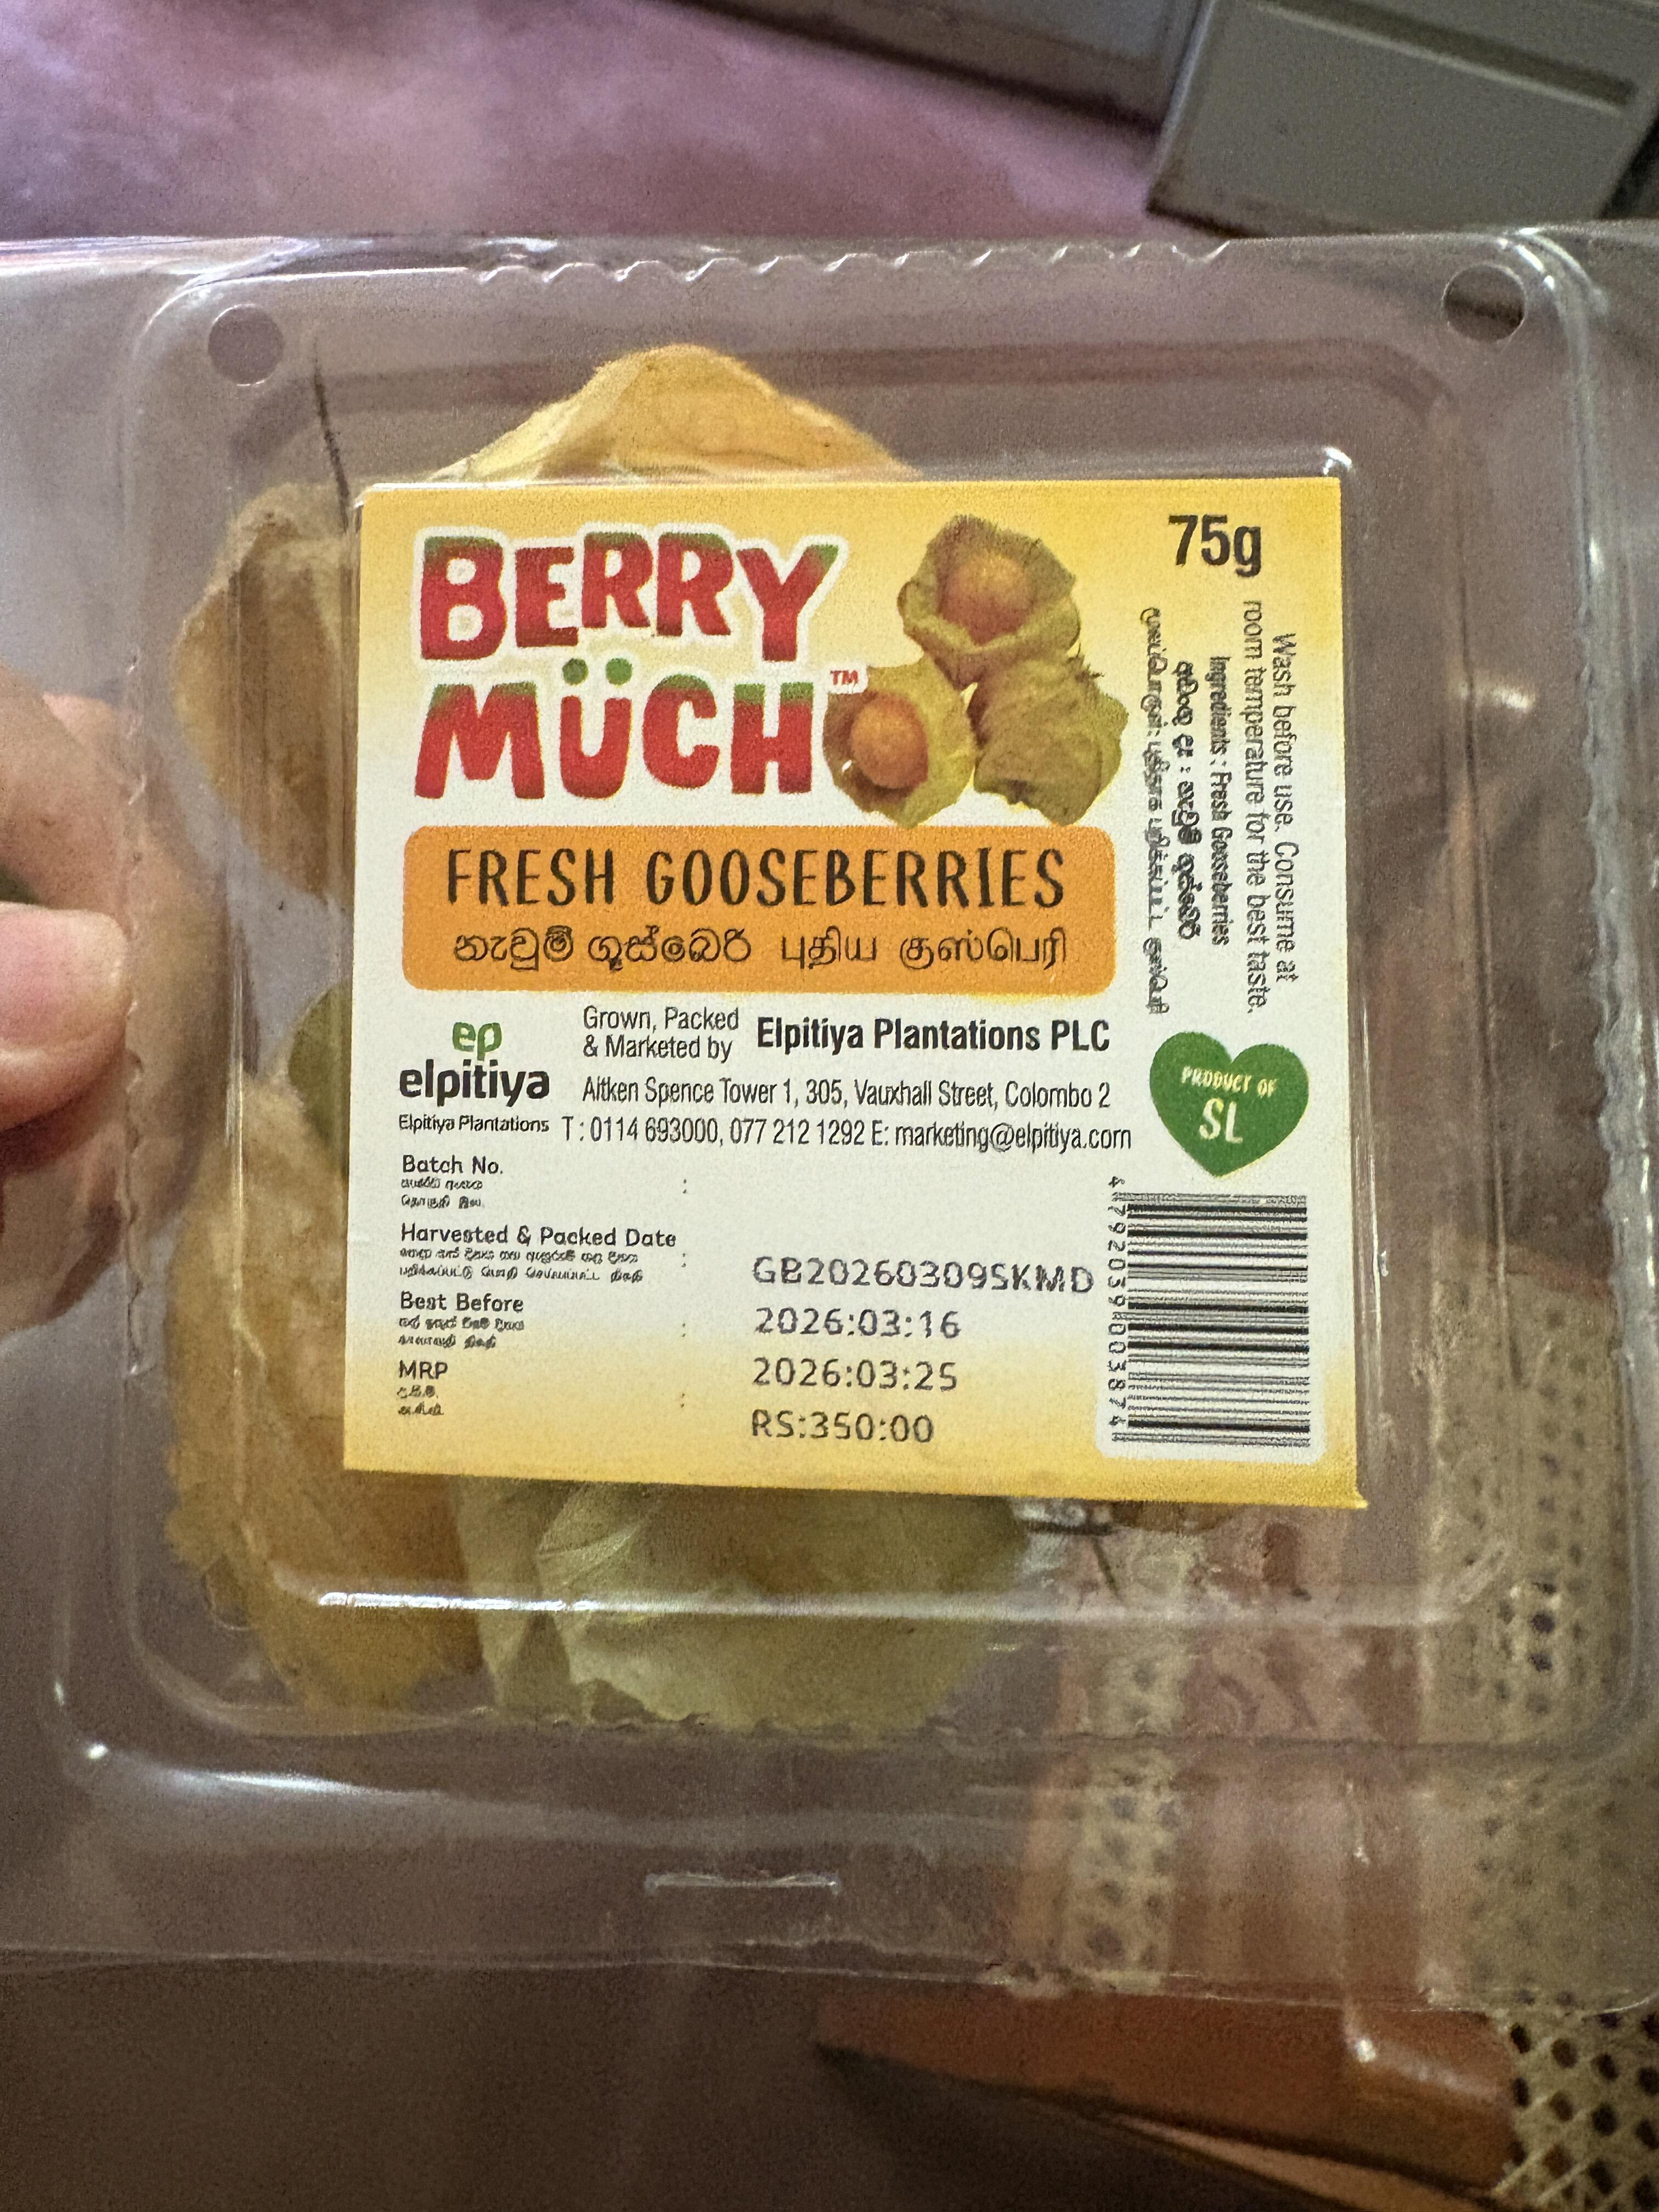 BERRY
MÜCH™
75g
FRESH GOOSEBERRIES
නැවුම් ගූස්බෙරි புதிய குஸ்பெரி
Wash before use. Consume at
room temperature for the best taste.
Ingredients : Fresh Gooseberries
ep
elpitiya
Elpitiya Plantations
Grown, Packed
& Marketed by
Elpitiya Plantations PLC
Aitken Spence Tower 1, 305, Vauxhall Street, Colombo 2
T : 0114 693000, 077 212 1292 E: marketing@elpitiya.com
PRODUCT OF
SL
Batch No.
:
Harvested & Packed Date
:
GB20260309SKMD
Best Before
:
2026:03:16
MRP
:
2026:03:25
RS:350:00
4 792039 003874